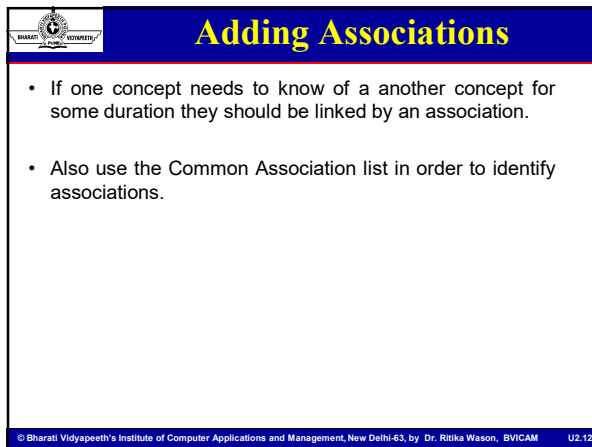 BHARATI VIDYAPEETH
PUNE
Adding Associations
• If one concept needs to know of a another concept for
some duration they should be linked by an association.
• Also use the Common Association list in order to identify
associations.
© Bharati Vidyapeeth's Institute of Computer Applications and Management, New Delhi-63, by Dr. Ritika Wason, BVICAM U2.12